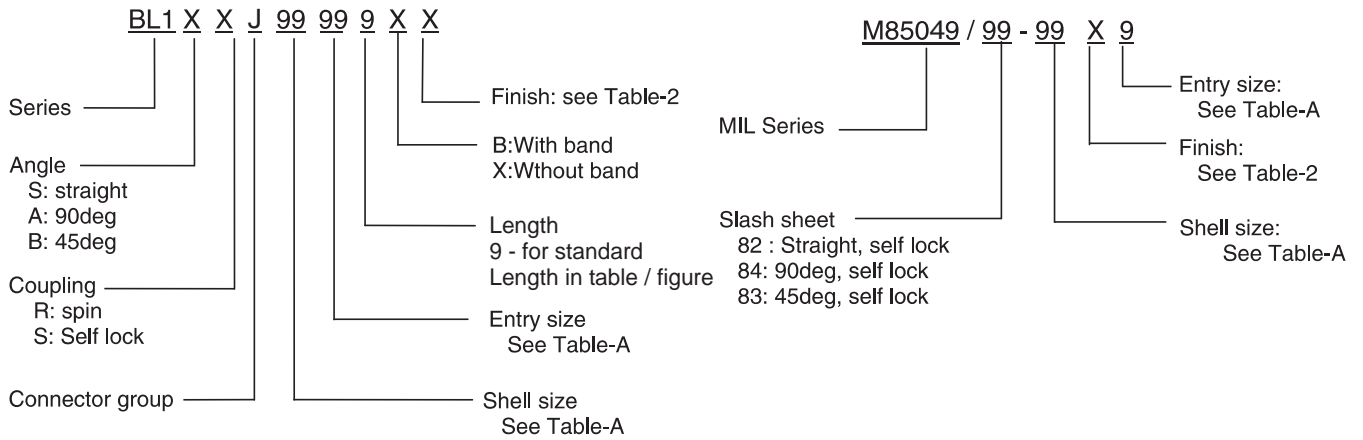 BL1 X X J 99 99 9 X X
Series
Angle
S: straight
A: 90deg
B: 45deg
Coupling
R: spin
S: Self lock
Connector group
Finish: see Table-2
B:With band
X:Wthout band
Length
9 - for standard
Length in table / figure
Entry size
See Table-A
Shell size
See Table-A
M85049 / 99 - 99 X 9
MIL Series
Slash sheet
82 : Straight, self lock
84: 90deg, self lock
83: 45deg, self lock
Entry size:
See Table-A
Finish:
See Table-2
Shell size:
See Table-A